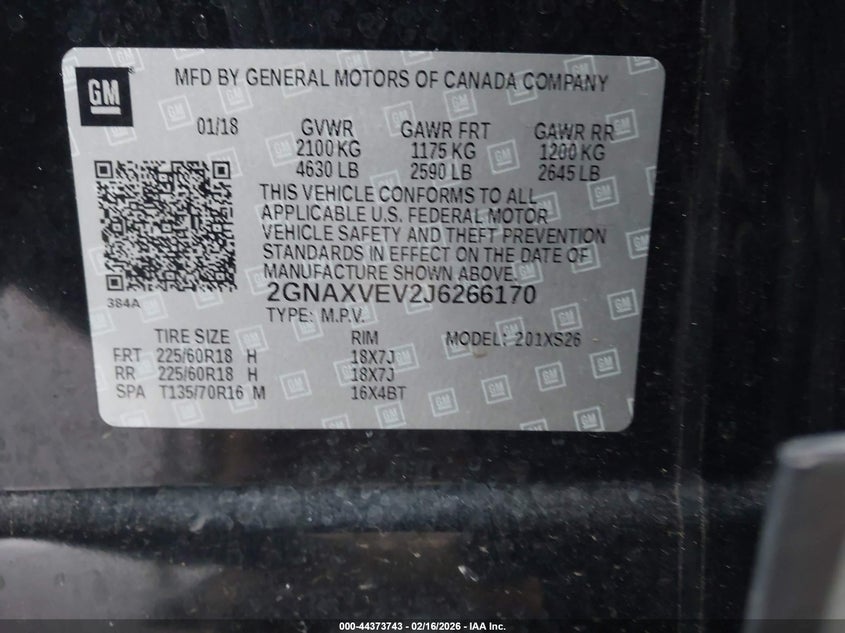 GM
MFD BY GENERAL MOTORS OF CANADA COMPANY
01/18 GVWR GAWR FRT GAWR RR
2100 KG 1175 KG 1200 KG
4630 LB 2590 LB 2645 LB
THIS VEHICLE CONFORMS TO ALL
APPLICABLE U.S. FEDERAL MOTOR
VEHICLE SAFETY AND THEFT PREVENTION
STANDARDS IN EFFECT ON THE DATE OF
MANUFACTURE SHOWN ABOVE.
384A
2GNAXVEV2J6266170
TYPE: M.P.V.
TIRE SIZE RIM MODEL: 201XS26
FRT 225/60R18 H 18X7J
RR 225/60R18 H 18X7J
SPA T135/70R16 M 16X4BT
000-44373743 - 02/16/2026 - IAA Inc.